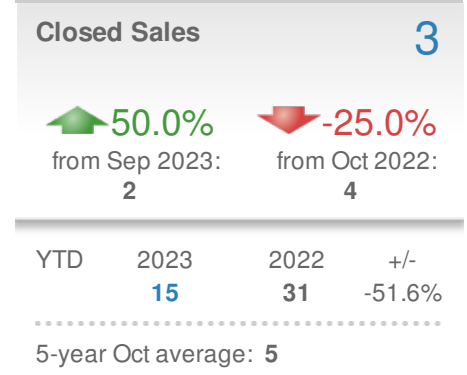 Closed Sales 3
50.0% -25.0%
from Sep 2023: from Oct 2022:
2 4
YTD 2023 2022 +/-
15 31 -51.6%
5-year Oct average: 5